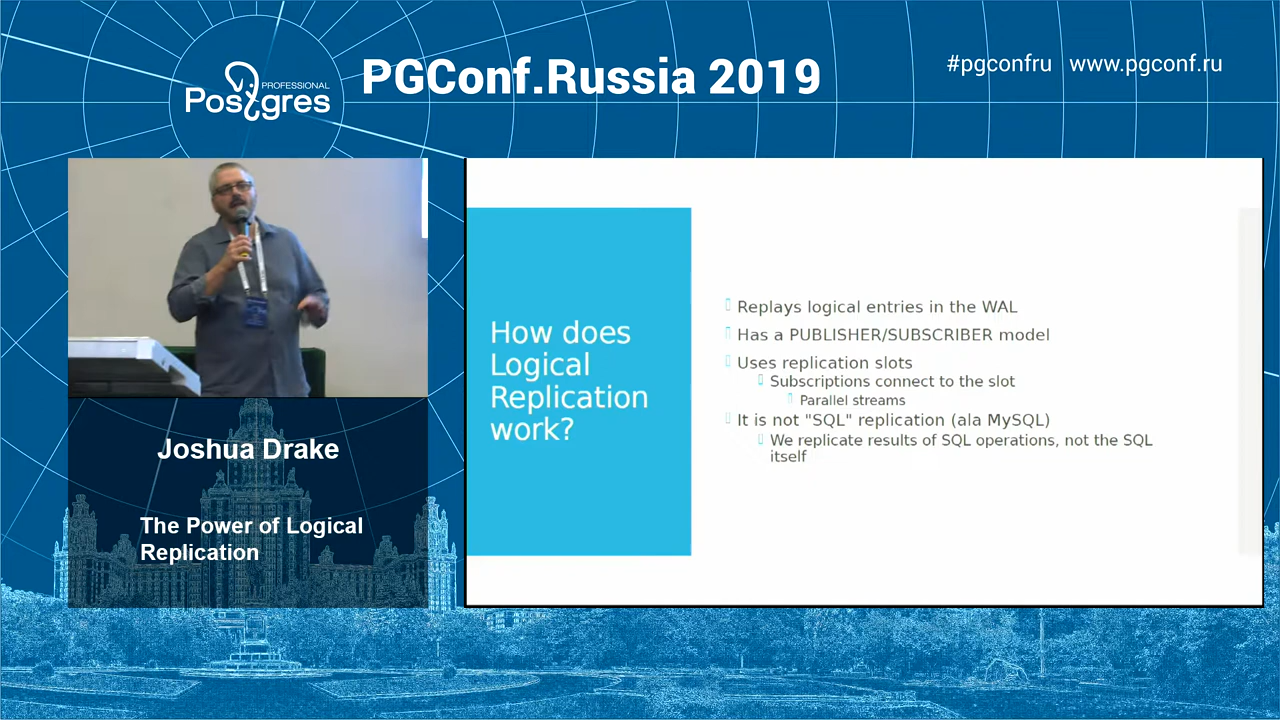 PROFESSIONAL
Postgres
PGConf.Russia 2019
#pgconfru www.pgconf.ru
How does
Logical
Replication
work?
Replays logical entries in the WAL
Has a PUBLISHER/SUBSCRIBER model
Uses replication slots
Subscriptions connect to the slot
Parallel streams
It is not "SQL" replication (ala MySQL)
We replicate results of SQL operations, not the SQL
itself
Joshua Drake
The Power of Logical
Replication